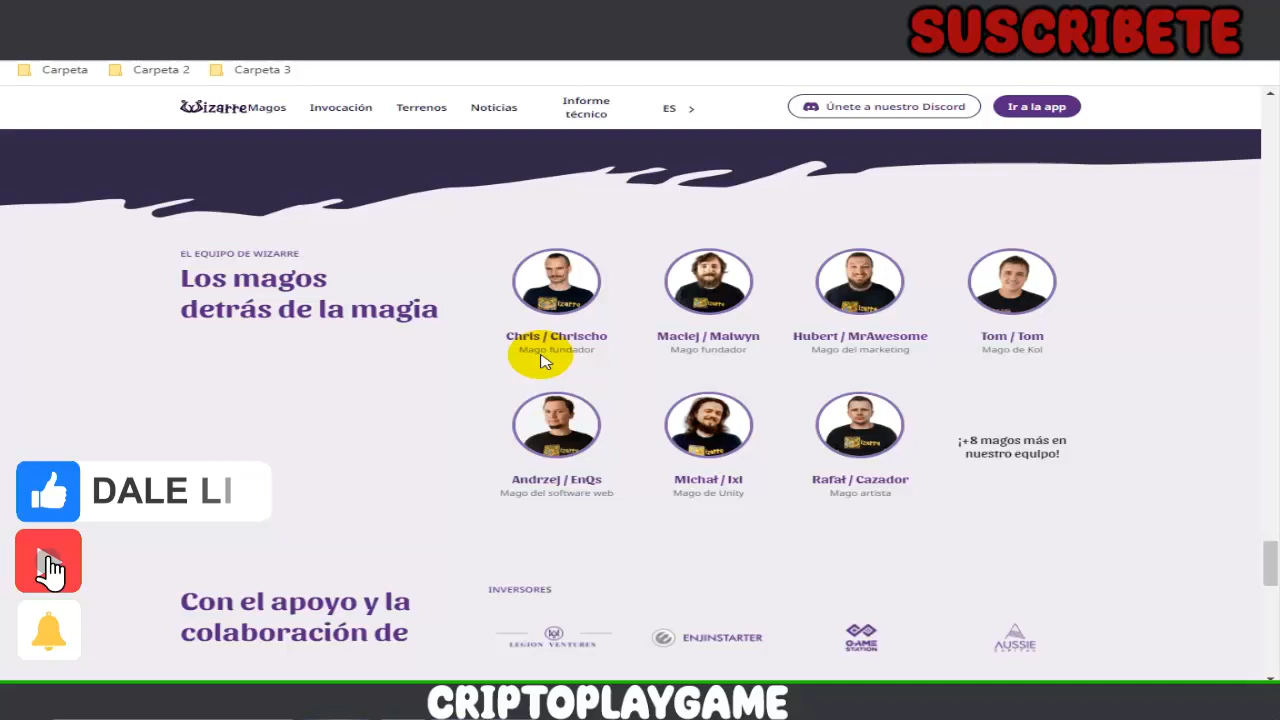 SUSCRIBETE
Carpeta Carpeta 2 Carpeta 3
Wizarre Magos Invocación Terrenos Noticias Informe técnico ES > Únete a nuestro Discord Ir a la app
EL EQUIPO DE WIZARRE
Los magos
detrás de la magia
Chris / Chrischo Maciej / Malwyn Hubert / MrAwesome Tom / Tom
Mago fundador Mago fundador Mago del marketing Mago de Kol
Andrzej / EnQs Michał / Ixi Rafał / Cazador
Mago del software web Mago de Unity Mago artista
¡+8 magos más en
nuestro equipo!
DALE LI
Con el apoyo y la
colaboración de
INVERSORES
LEGION VENTURES ENJINSTARTER GAME STATION AUSSIE CAPITAL
CRIPTOPLAYGAME